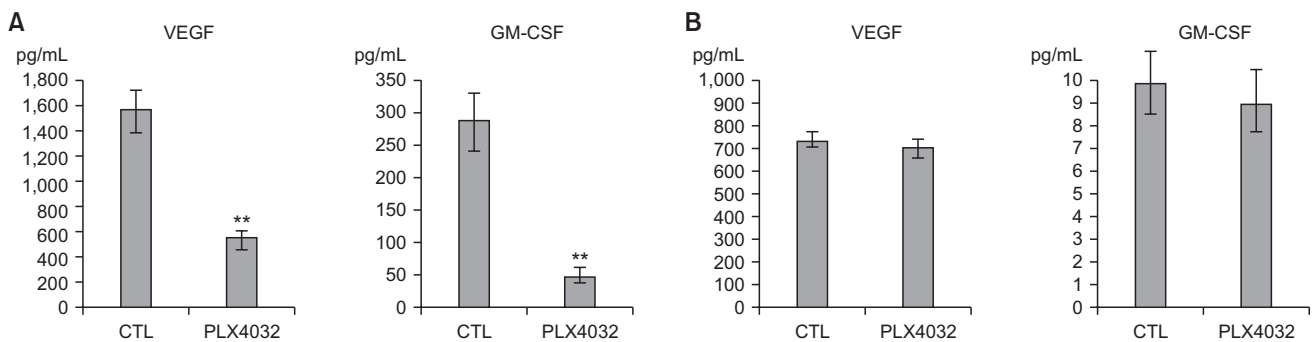 A
VEGF
pg/mL
1,800
1,600
1,400
1,200
1,000
800
600
400
200
0
**
CTL
PLX4032
GM-CSF
pg/mL
350
300
250
200
150
100
50
0
**
CTL
PLX4032
B
VEGF
pg/mL
1,000
900
800
700
600
500
400
300
200
100
0
CTL
PLX4032
GM-CSF
pg/mL
10
9
8
7
6
5
4
3
2
1
0
CTL
PLX4032